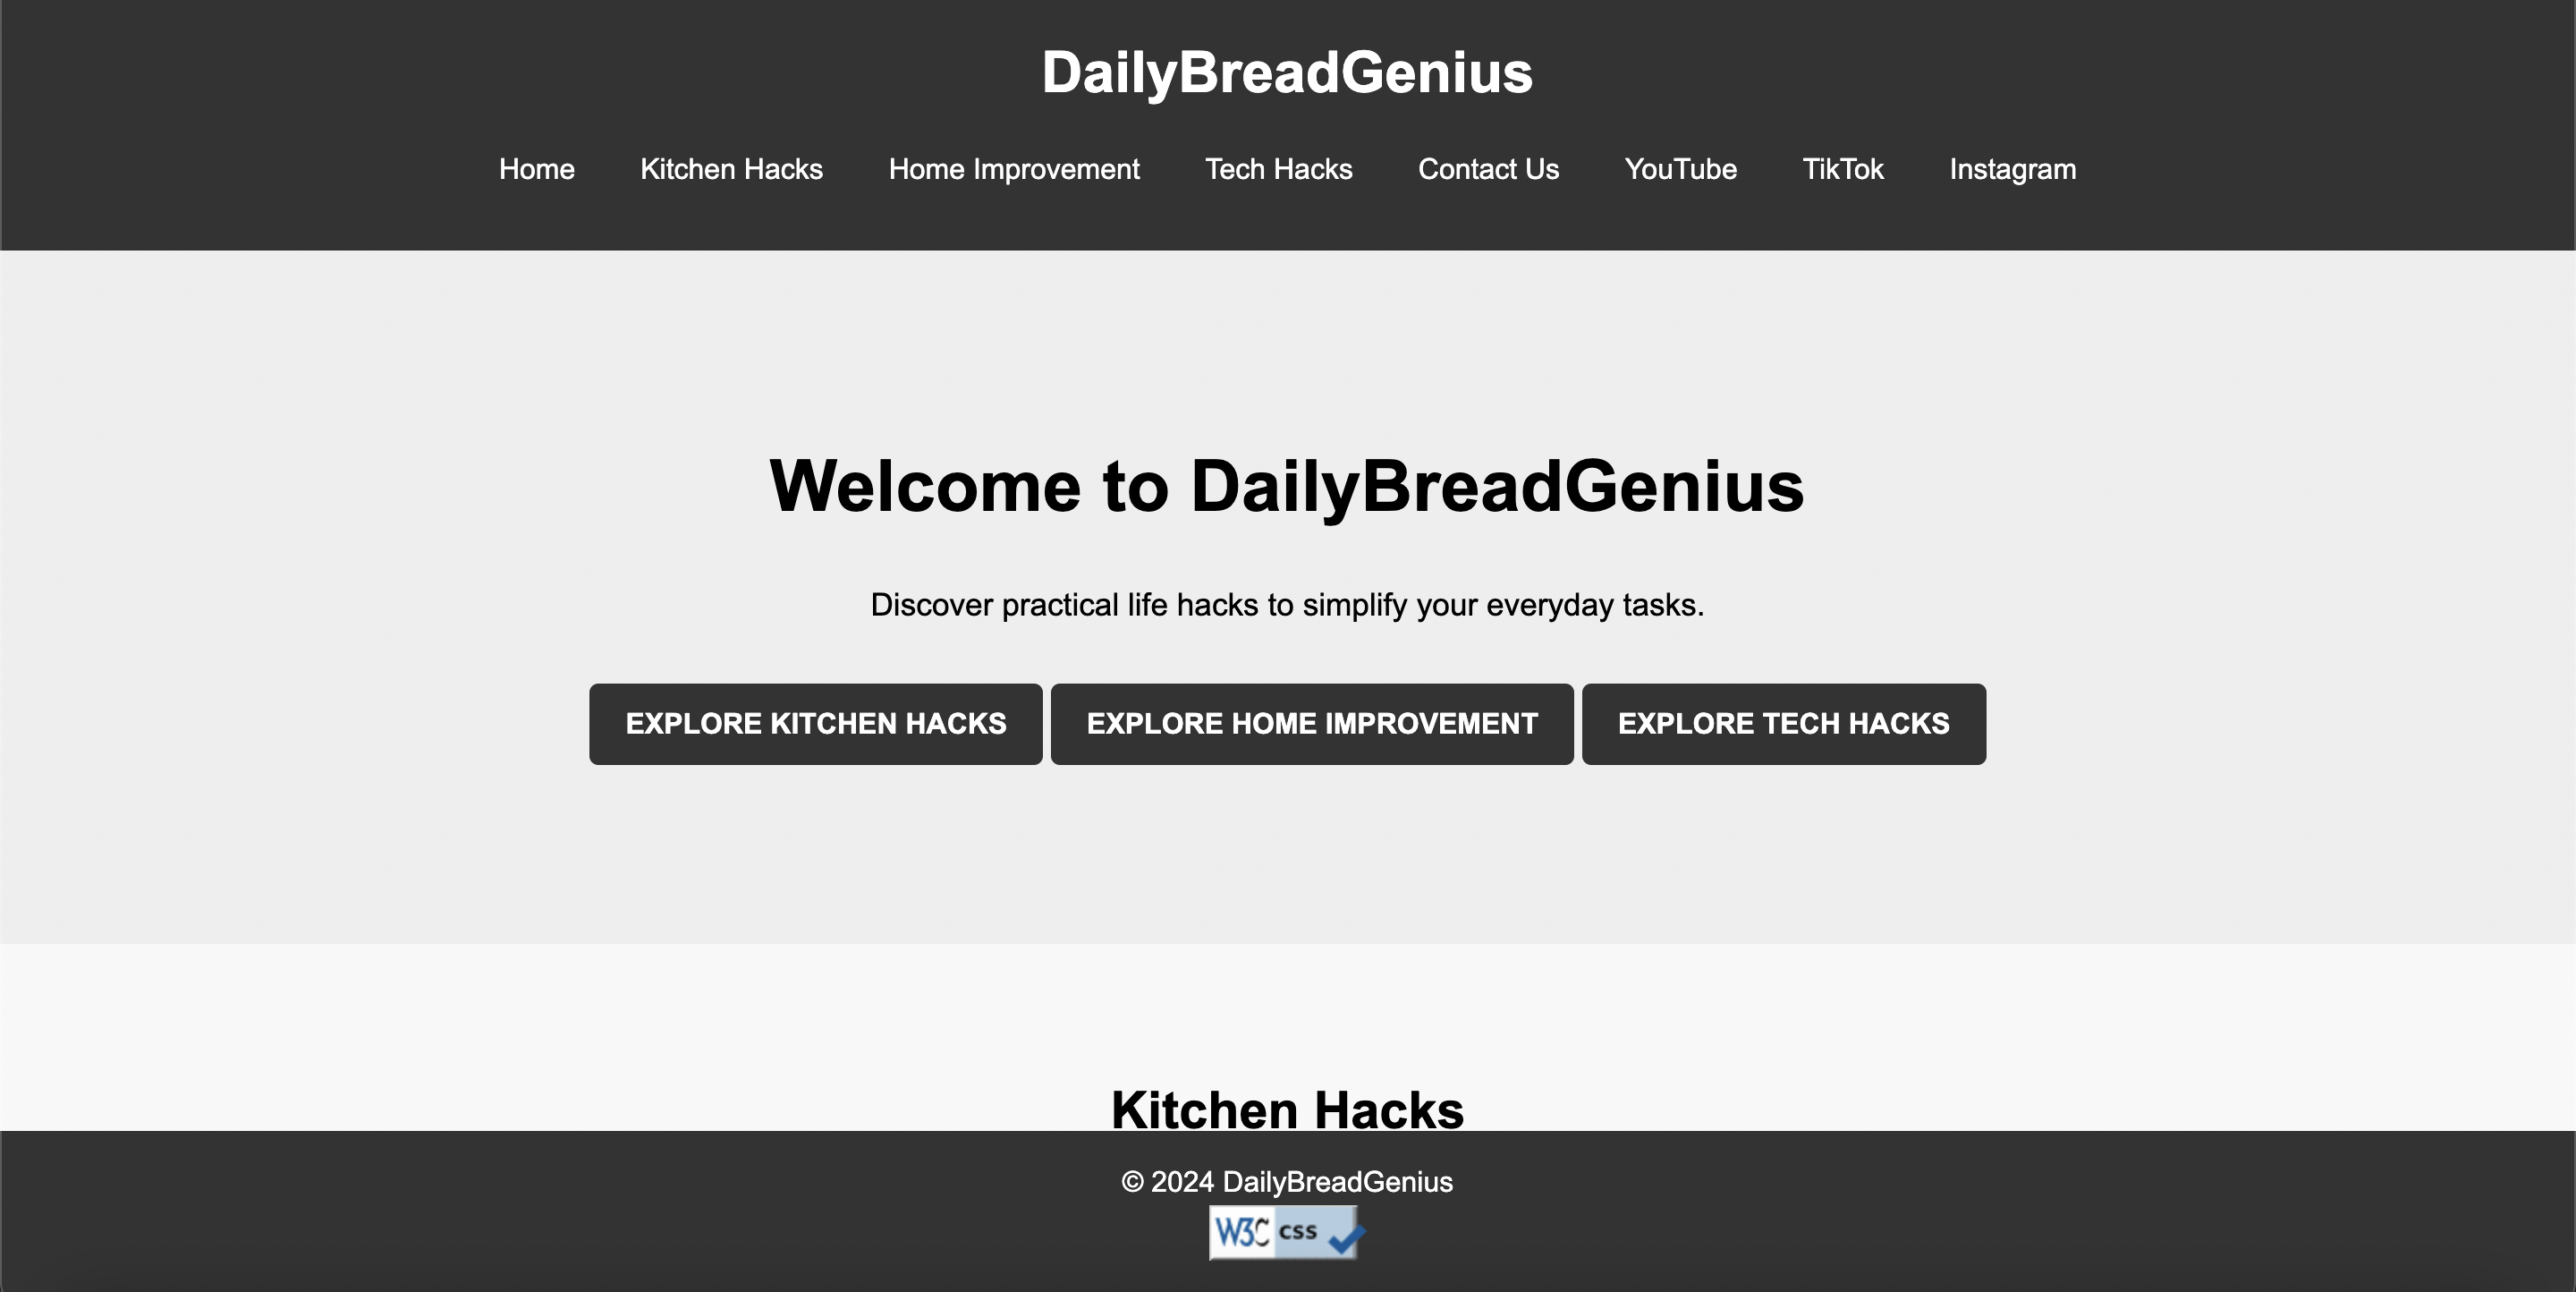 DailyBreadGenius
Home Kitchen Hacks Home Improvement Tech Hacks Contact Us YouTube TikTok Instagram
Welcome to DailyBreadGenius
Discover practical life hacks to simplify your everyday tasks.
EXPLORE KITCHEN HACKS EXPLORE HOME IMPROVEMENT EXPLORE TECH HACKS
Kitchen Hacks
© 2024 DailyBreadGenius
W3C css